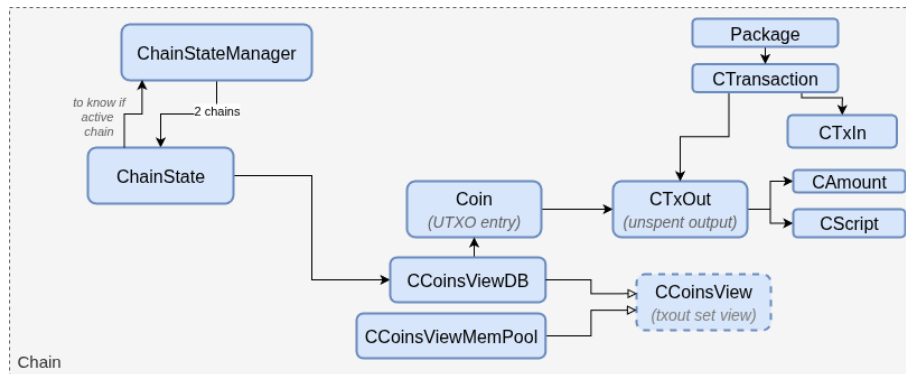 ChainStateManager
to know if
active
chain
2 chains
ChainState
Package
CTransaction
CTxIn
Coin
(UTXO entry)
CTxOut
(unspent output)
CAmount
CScript
CCoinsViewDB
CCoinsView
(txout set view)
CCoinsViewMemPool
Chain